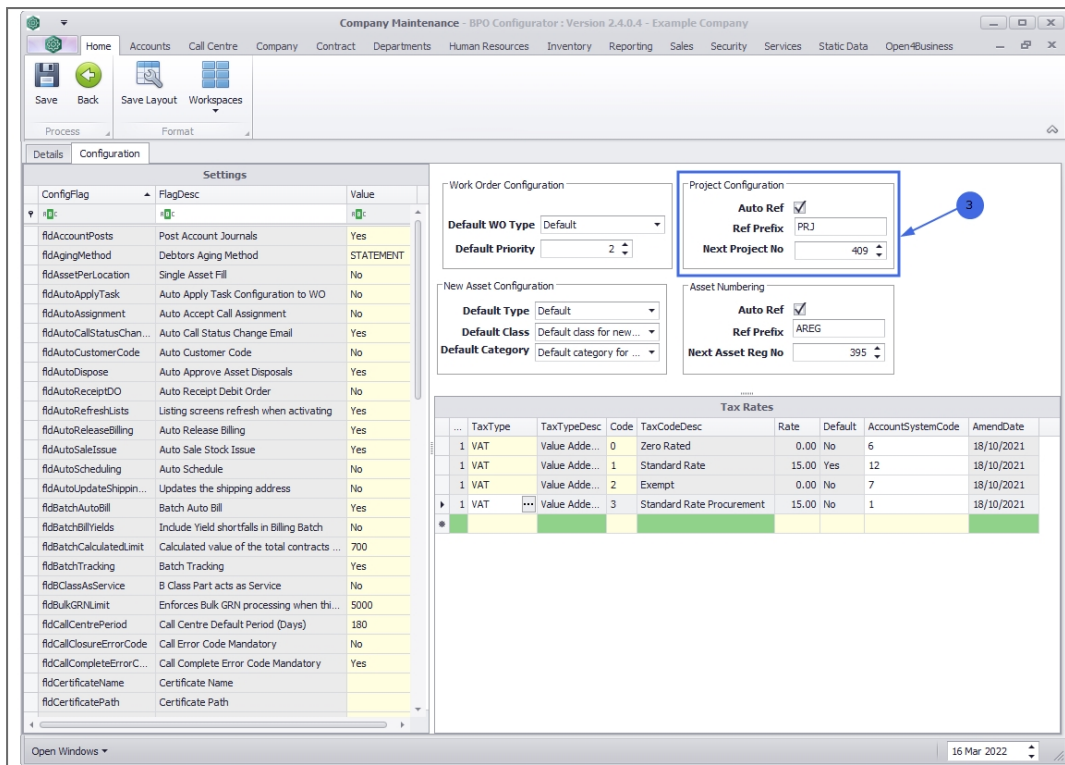 Company Maintenance - BPO Configurator : Version 2.4.0.4 - Example Company
Home Accounts Call Centre Company Contract Departments Human Resources Inventory Reporting Sales Security Services Static Data Open4Business
Save Back Save Layout Workspaces
Process Format
Details Configuration
Settings
ConfigFlag FlagDesc Value
fldAccountPosts Post Account Journals Yes
fldAgingMethod Debtors Aging Method STATEMENT
fldAssetPerLocation Single Asset Fill No
fldAutoApplyTask Auto Apply Task Configuration to WO No
fldAutoAssignment Auto Accept Call Assignment No
fldAutoCallStatusChan... Auto Call Status Change Email Yes
fldAutoCustomerCode Auto Customer Code No
fldAutoDispose Auto Approve Asset Disposals Yes
fldAutoReceiptDO Auto Receipt Debit Order No
fldAutoRefreshLists Listing screens refresh when activating Yes
fldAutoReleaseBilling Auto Release Billing Yes
fldAutoSaleIssue Auto Sale Stock Issue Yes
fldAutoScheduling Auto Schedule No
fldAutoUpdateShippin... Updates the shipping address No
fldBatchAutoBill Batch Auto Bill Yes
fldBatchBillYields Include Yield shortfalls in Billing Batch No
fldBatchCalculatedLimit Calculated value of the total contracts ... 700
fldBatchTracking Batch Tracking Yes
fldBClassAsService B Class Part acts as Service No
fldBulkGRNLimit Enforces Bulk GRN processing when thi... 5000
fldCallCentrePeriod Call Centre Default Period (Days) 180
fldCallClosureErrorCode Call Error Code Mandatory No
fldCallCompleteErrorC... Call Complete Error Code Mandatory Yes
fldCertificateName Certificate Name
fldCertificatePath Certificate Path
Work Order Configuration
Default WO Type Default
Default Priority 2
Project Configuration
Auto Ref
Ref Prefix PRJ
Next Project No 409
3
New Asset Configuration
Default Type Default
Default Class Default class for new...
Default Category Default category for ...
Asset Numbering
Auto Ref
Ref Prefix AREG
Next Asset Reg No 395
Tax Rates
... TaxType TaxTypeDesc Code TaxCodeDesc Rate Default AccountSystemCode AmendDate
1 VAT Value Adde... 0 Zero Rated 0.00 No 6 18/10/2021
1 VAT Value Adde... 1 Standard Rate 15.00 Yes 12 18/10/2021
1 VAT Value Adde... 2 Exempt 0.00 No 7 18/10/2021
1 VAT ... Value Adde... 3 Standard Rate Procurement 15.00 No 1 18/10/2021
Open Windows 16 Mar 2022